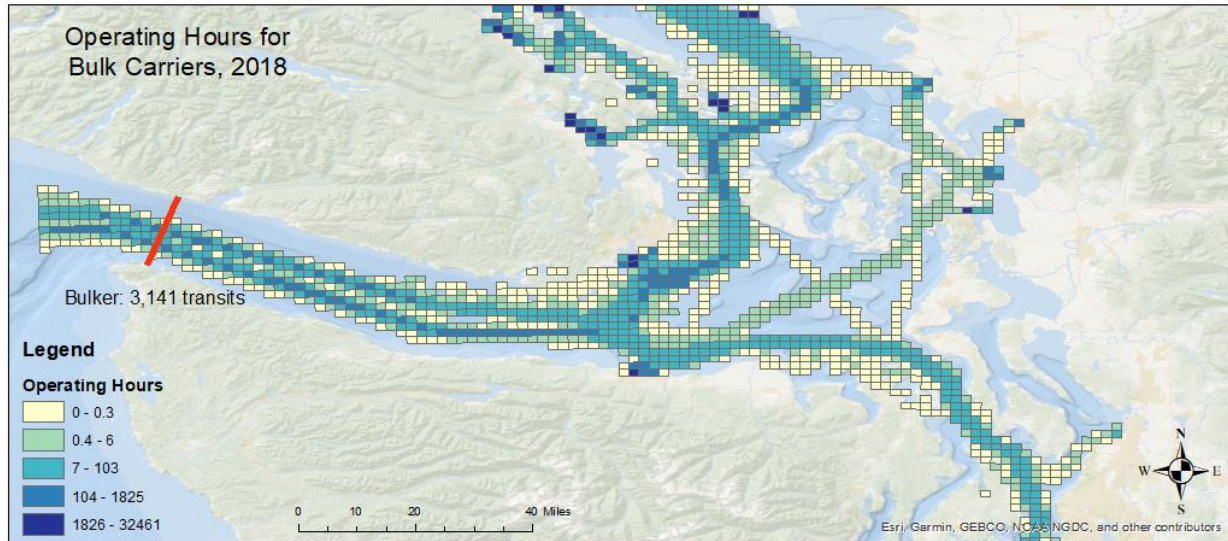 Operating Hours for
Bulk Carriers, 2018
Bulker: 3,141 transits
Legend
Operating Hours
0 - 0.3
0.4 - 6
7 - 103
104 - 1825
1826 - 32461
0 10 20 40 Miles
N
W E
S
Esri, Garmin, GEBCO, NOAA NGDC, and other contributors